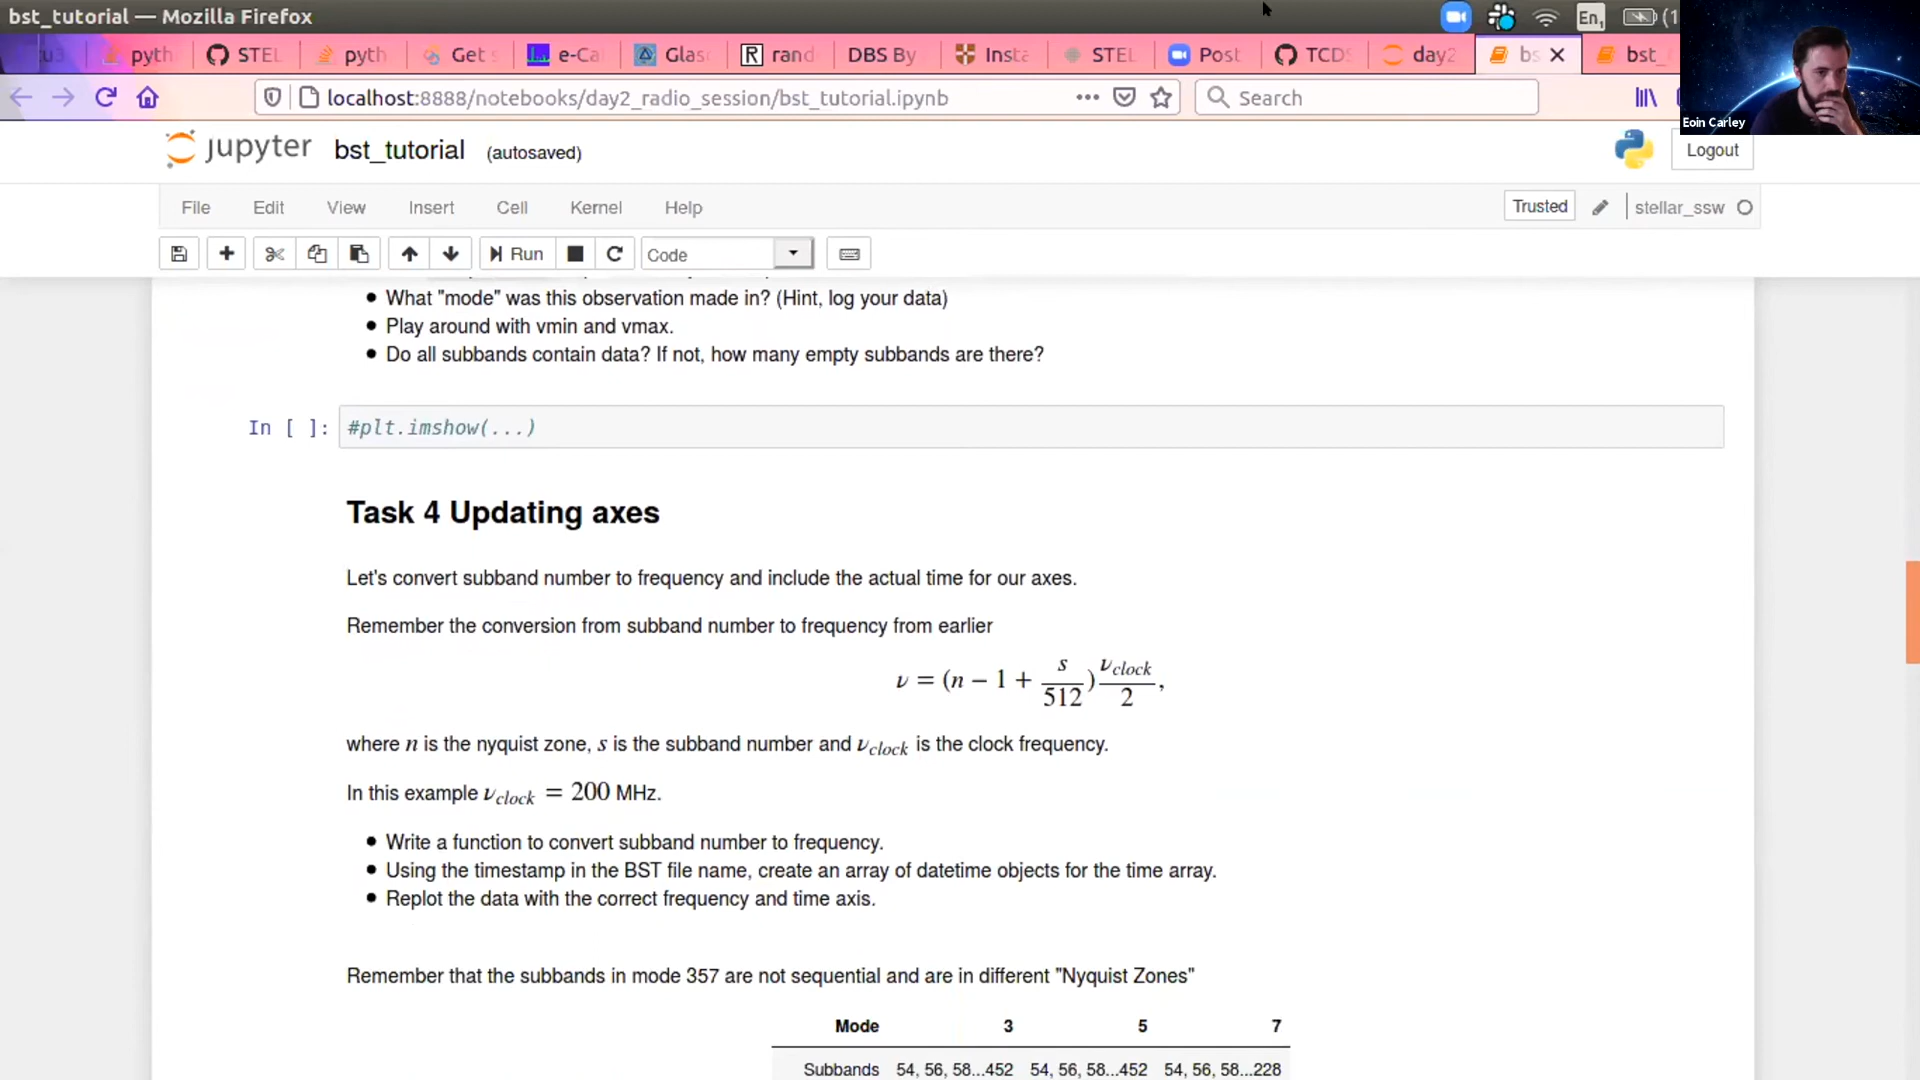 bst_tutorial — Mozilla Firefox
En1 (1
pyth STEL pyth Get s e-Ca Glas R rand DBS By Insta STEL Post TCDS day2 bs bst_
localhost:8888/notebooks/day2_radio_session/bst_tutorial.ipynb
Search
Eoin Carley
jupyter bst_tutorial (autosaved)
Logout
File Edit View Insert Cell Kernel Help
Trusted stellar_ssw
Run Code
• What "mode" was this observation made in? (Hint, log your data)
• Play around with vmin and vmax.
• Do all subbands contain data? If not, how many empty subbands are there?
In [ ]: #plt.imshow(...)
Task 4 Updating axes
Let's convert subband number to frequency and include the actual time for our axes.
Remember the conversion from subband number to frequency from earlier
ν = (n − 1 + s/512) ν_clock/2,
where n is the nyquist zone, s is the subband number and ν_clock is the clock frequency.
In this example ν_clock = 200 MHz.
• Write a function to convert subband number to frequency.
• Using the timestamp in the BST file name, create an array of datetime objects for the time array.
• Replot the data with the correct frequency and time axis.
Remember that the subbands in mode 357 are not sequential and are in different "Nyquist Zones"
Mode 3 5 7
Subbands 54, 56, 58...452 54, 56, 58...452 54, 56, 58...228